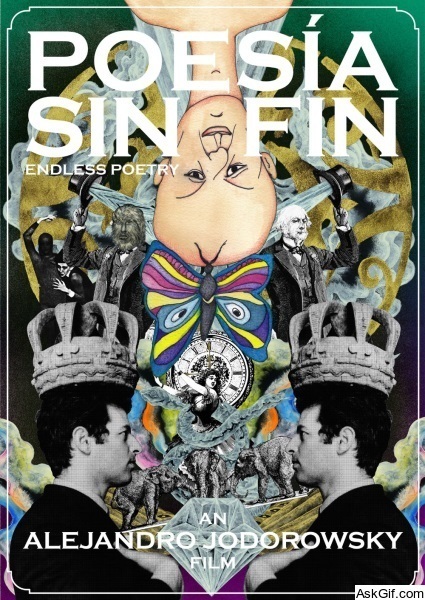 POESÍA
SIN FIN
ENDLESS POETRY
AN
ALEJANDRO JODOROWSKY
FILM
AskGif.com